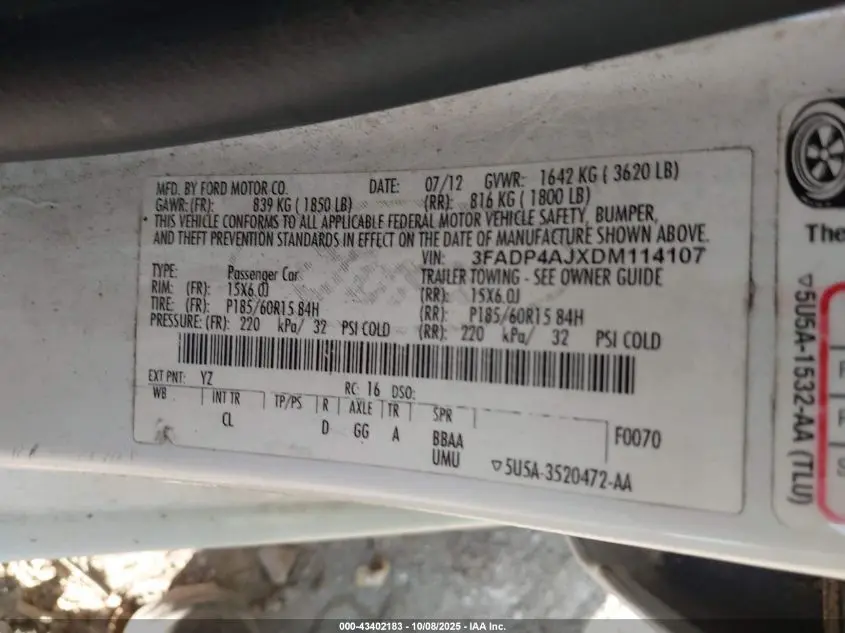 MFD. BY FORD MOTOR CO. DATE: 07/12 GVWR: 1642 KG ( 3620 LB)
GAWR: (FR): 839 KG ( 1850 LB) (RR): 816 KG ( 1800 LB)
THIS VEHICLE CONFORMS TO ALL APPLICABLE FEDERAL MOTOR VEHICLE SAFETY, BUMPER,
AND THEFT PREVENTION STANDARDS IN EFFECT ON THE DATE OF MANUFACTURE SHOWN ABOVE.
VIN: 3FADP4AJXDM114107
TYPE: Passenger Car TRAILER TOWING - SEE OWNER GUIDE
RIM: (FR): 15X6.0J (RR): 15X6.0J
TIRE: (FR): P185/60R15 84H (RR): P185/60R15 84H
PRESSURE: (FR): 220 kPa/ 32 PSI COLD (RR): 220 kPa/ 32 PSI COLD
EXT PNT: YZ RC: 16 DSO:
WB INT TR TP/PS R AXLE TR SPR
CL D GG A BBAA F0070
UMU ▽5U5A-3520472-AA
The
▽5U5A-1532-AA (TLU)
000-43402183 - 10/08/2025 - IAA Inc.